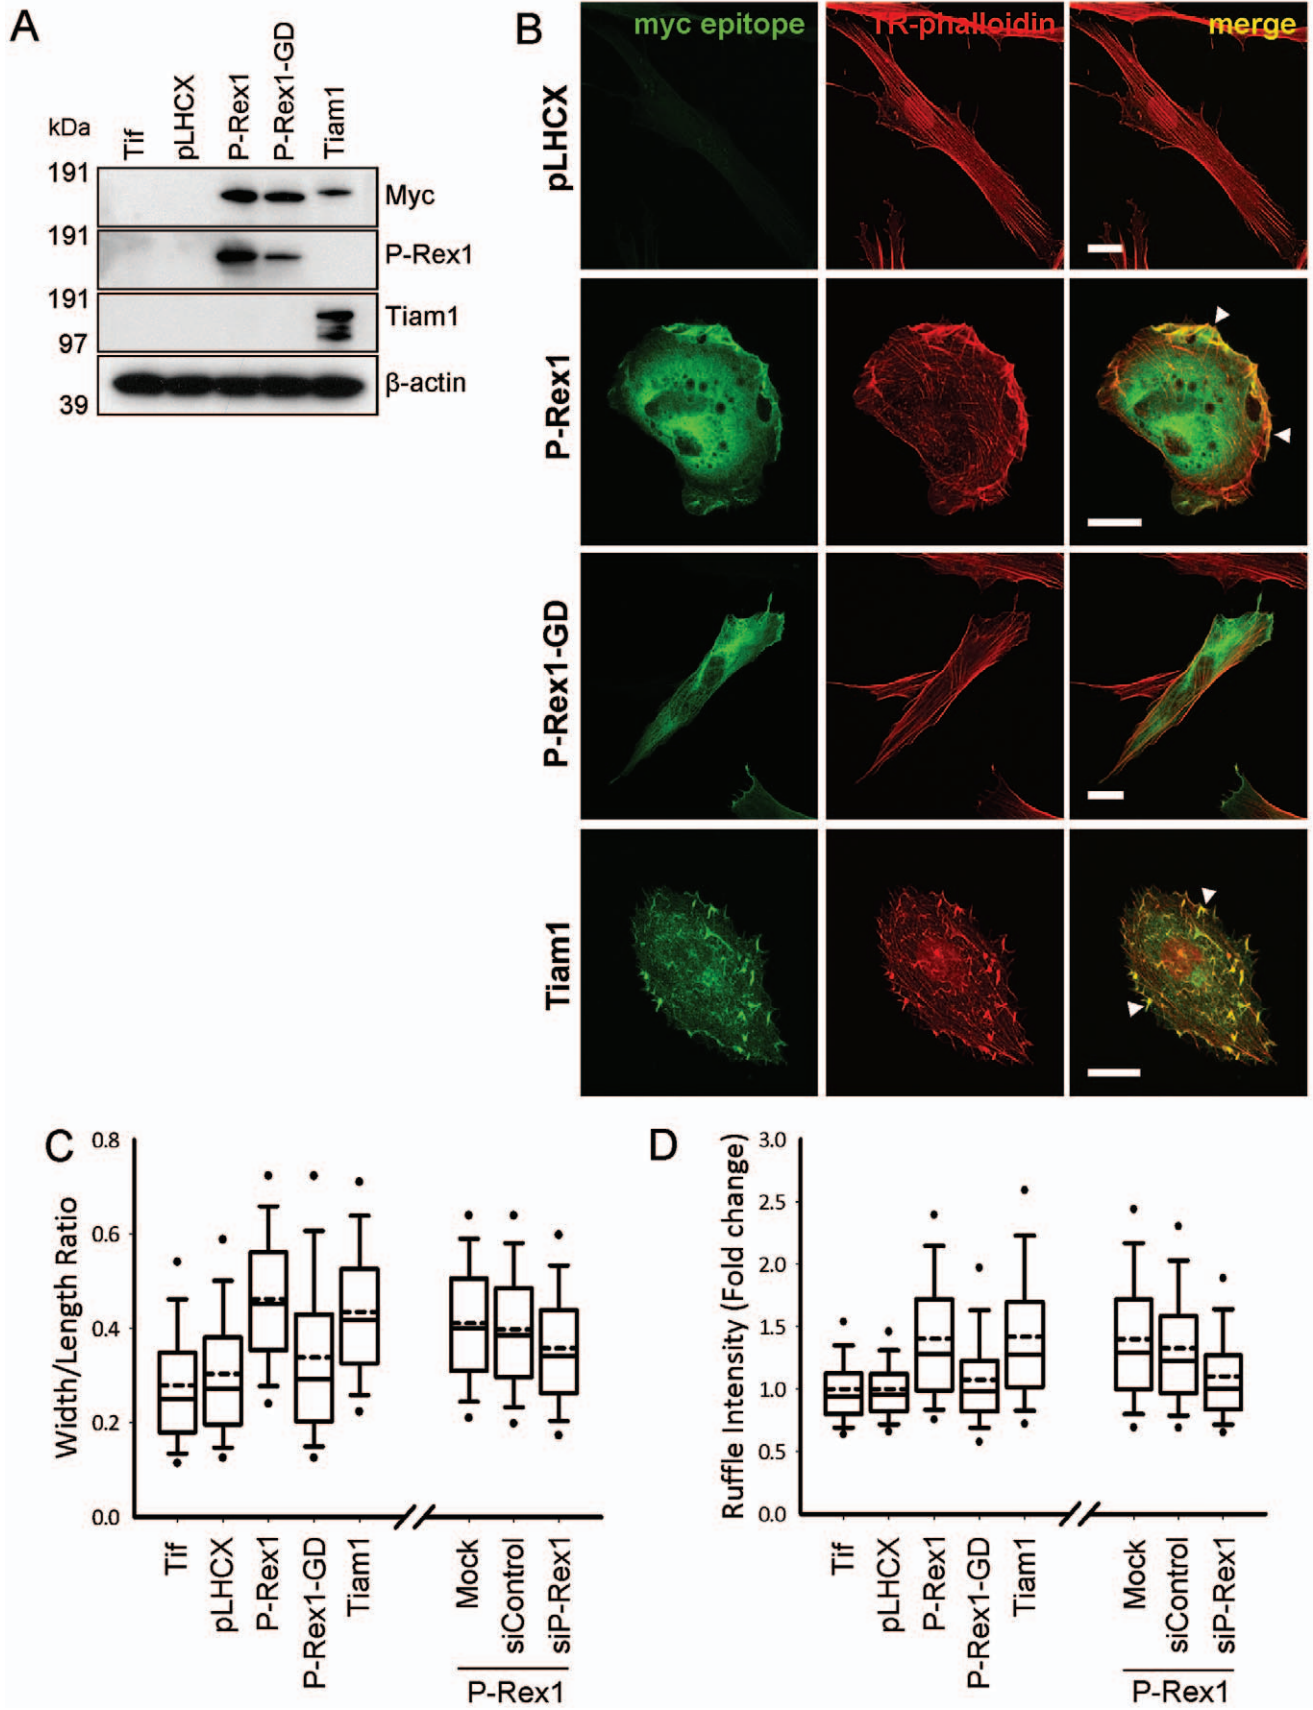 A
kDa
Tif
pLHCX
P-Rex1
P-Rex1-GD
Tiam1
191
Myc
191
P-Rex1
191
Tiam1
97
β-actin
39
B
myc epitope
TR-phalloidin
merge
pLHCX
P-Rex1
P-Rex1-GD
Tiam1
C
Width/Length Ratio
0.8
0.6
0.4
0.2
0.0
Tif
pLHCX
P-Rex1
P-Rex1-GD
Tiam1
Mock
siControl
siP-Rex1
P-Rex1
D
Ruffle Intensity (Fold change)
3.0
2.5
2.0
1.5
1.0
0.5
0.0
Tif
pLHCX
P-Rex1
P-Rex1-GD
Tiam1
Mock
siControl
siP-Rex1
P-Rex1